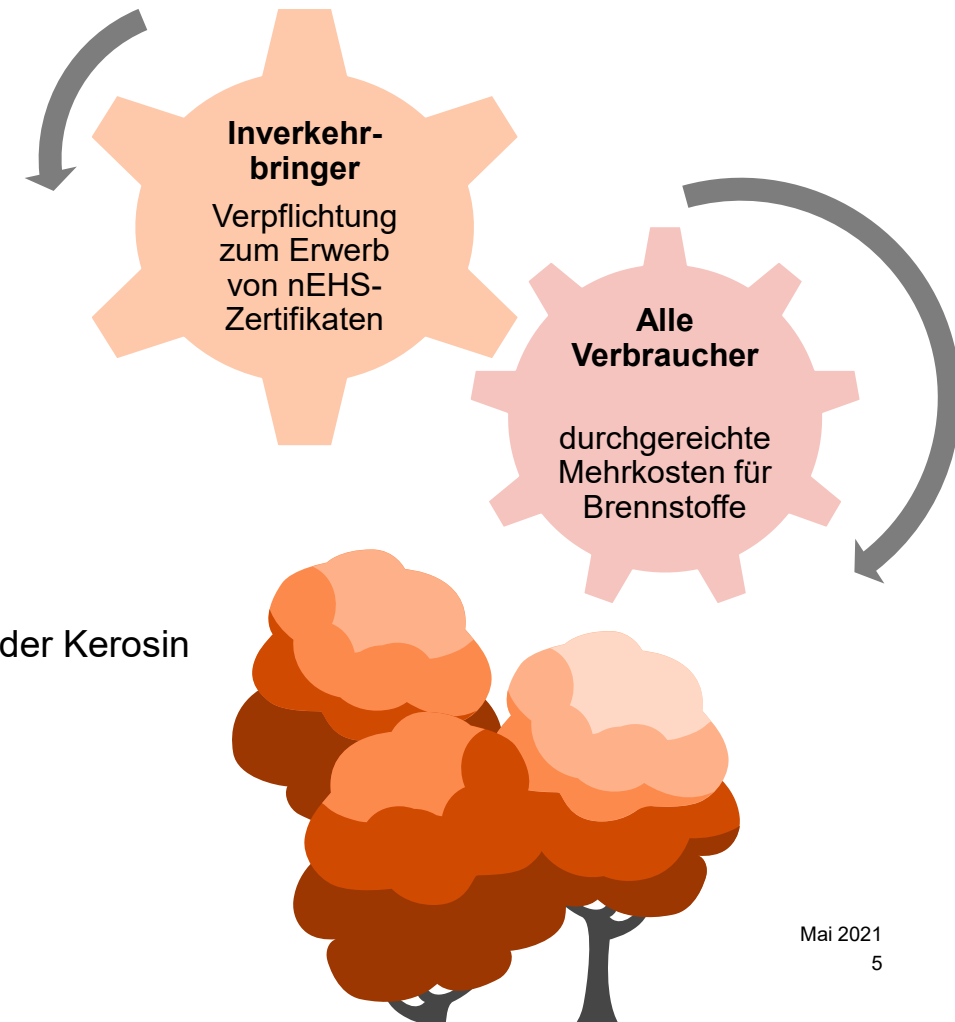 Inverkehr-
bringer
Verpflichtung
zum Erwerb
von nEHS-
Zertifikaten
Alle
Verbraucher
durchgereichte
Mehrkosten für
Brennstoffe
der Kerosin
Mai 2021
5